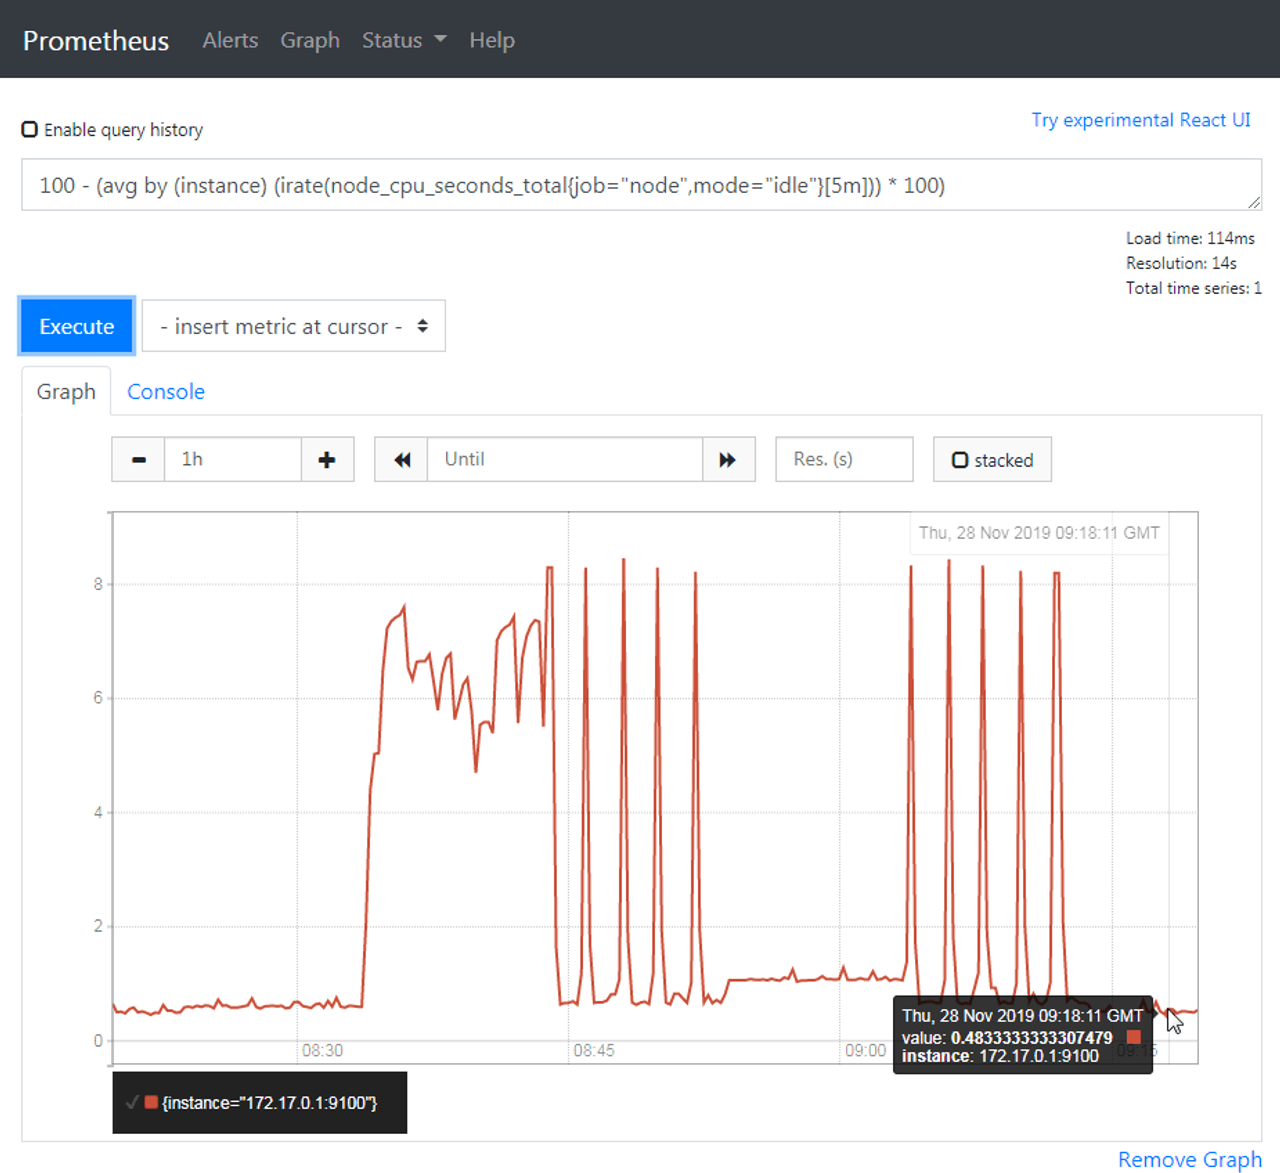 Prometheus Alerts Graph Status Help
Enable query history
Try experimental React UI
100 - (avg by (instance) (irate(node_cpu_seconds_total{job="node",mode="idle"}[5m])) * 100)
Load time: 114ms
Resolution: 14s
Total time series: 1
Execute - insert metric at cursor -
Graph Console
1h Until Res. (s) stacked
Thu, 28 Nov 2019 09:18:11 GMT
8
6
4
2
0
08:30 08:45 09:00 09:15
Thu, 28 Nov 2019 09:18:11 GMT
value: 0.4833333333307479
instance: 172.17.0.1:9100
{instance="172.17.0.1:9100"}
Remove Graph